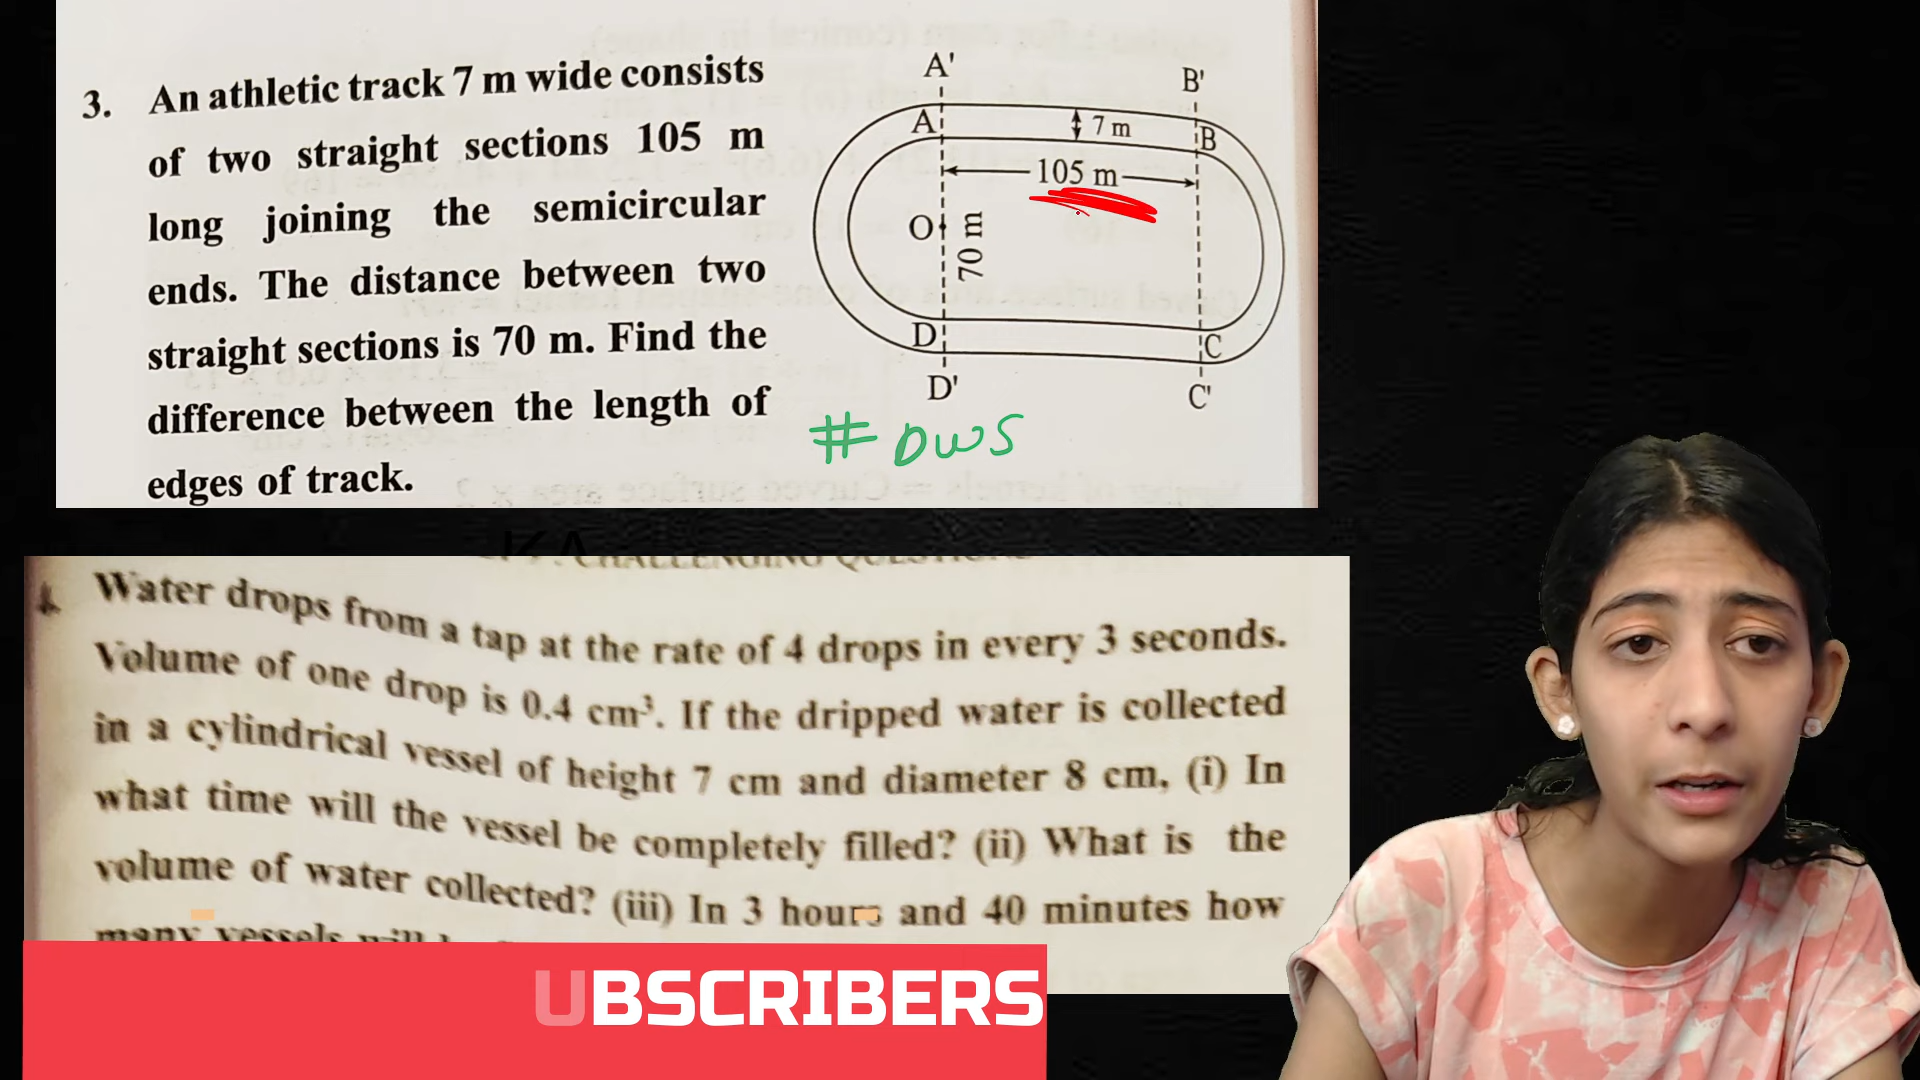 3. An athletic track 7 m wide consists
of two straight sections 105 m
long joining the semicircular
ends. The distance between two
straight sections is 70 m. Find the
difference between the length of
edges of track.
A'
B'
A
B
7 m
105 m
O
70 m
D
C
D'
C'
# DWS
CHALLENGING QUESTIONS
Water drops from a tap at the rate of 4 drops in every 3 seconds.
Volume of one drop is 0.4 cm³. If the dripped water is collected
in a cylindrical vessel of height 7 cm and diameter 8 cm, (i) In
what time will the vessel be completely filled? (ii) What is the
volume of water collected? (iii) In 3 hours and 40 minutes how
many vessels will
UBSCRIBERS